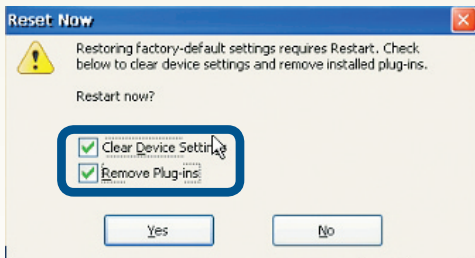 Reset Now
Restoring factory-default settings requires Restart. Check
below to clear device settings and remove installed plug-ins.
Restart now?
Clear Device Settings
Remove Plug-ins
Yes
No